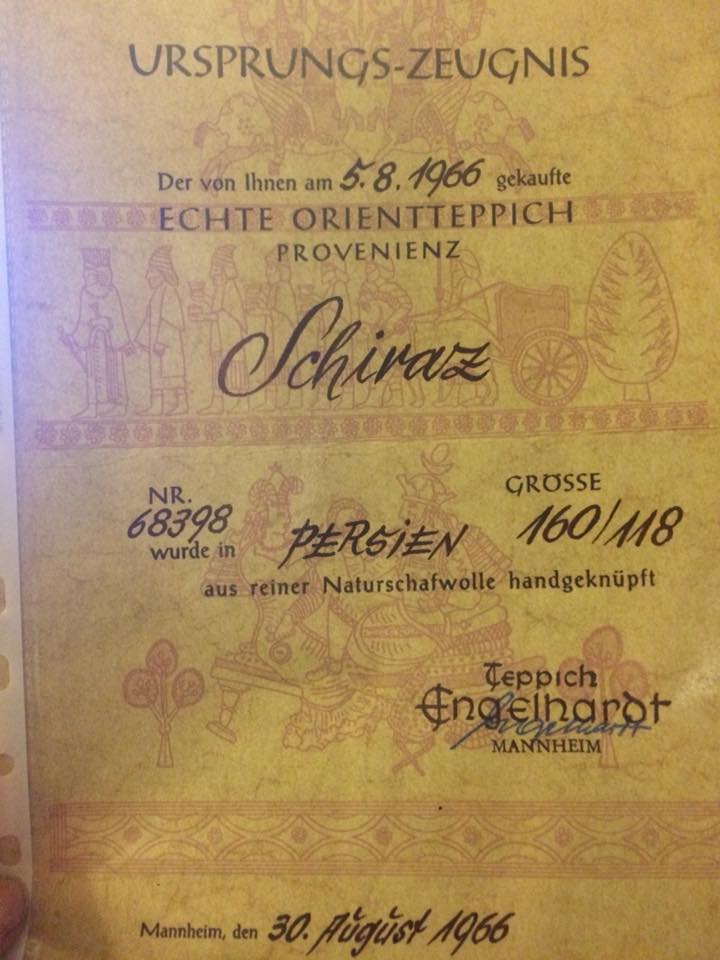 URSPRUNGS-ZEUGNIS
Der von Ihnen am 5.8.1966 gekaufte
ECHTE ORIENTTEPPICH
PROVENIENZ
Schiraz
NR. GRÖSSE
68398 160/118
wurde in PERSIEN
aus reiner Naturschafwolle handgeknüpft
Teppich
Engelhardt
Engelhardt
MANNHEIM
Mannheim, den 30. August 1966